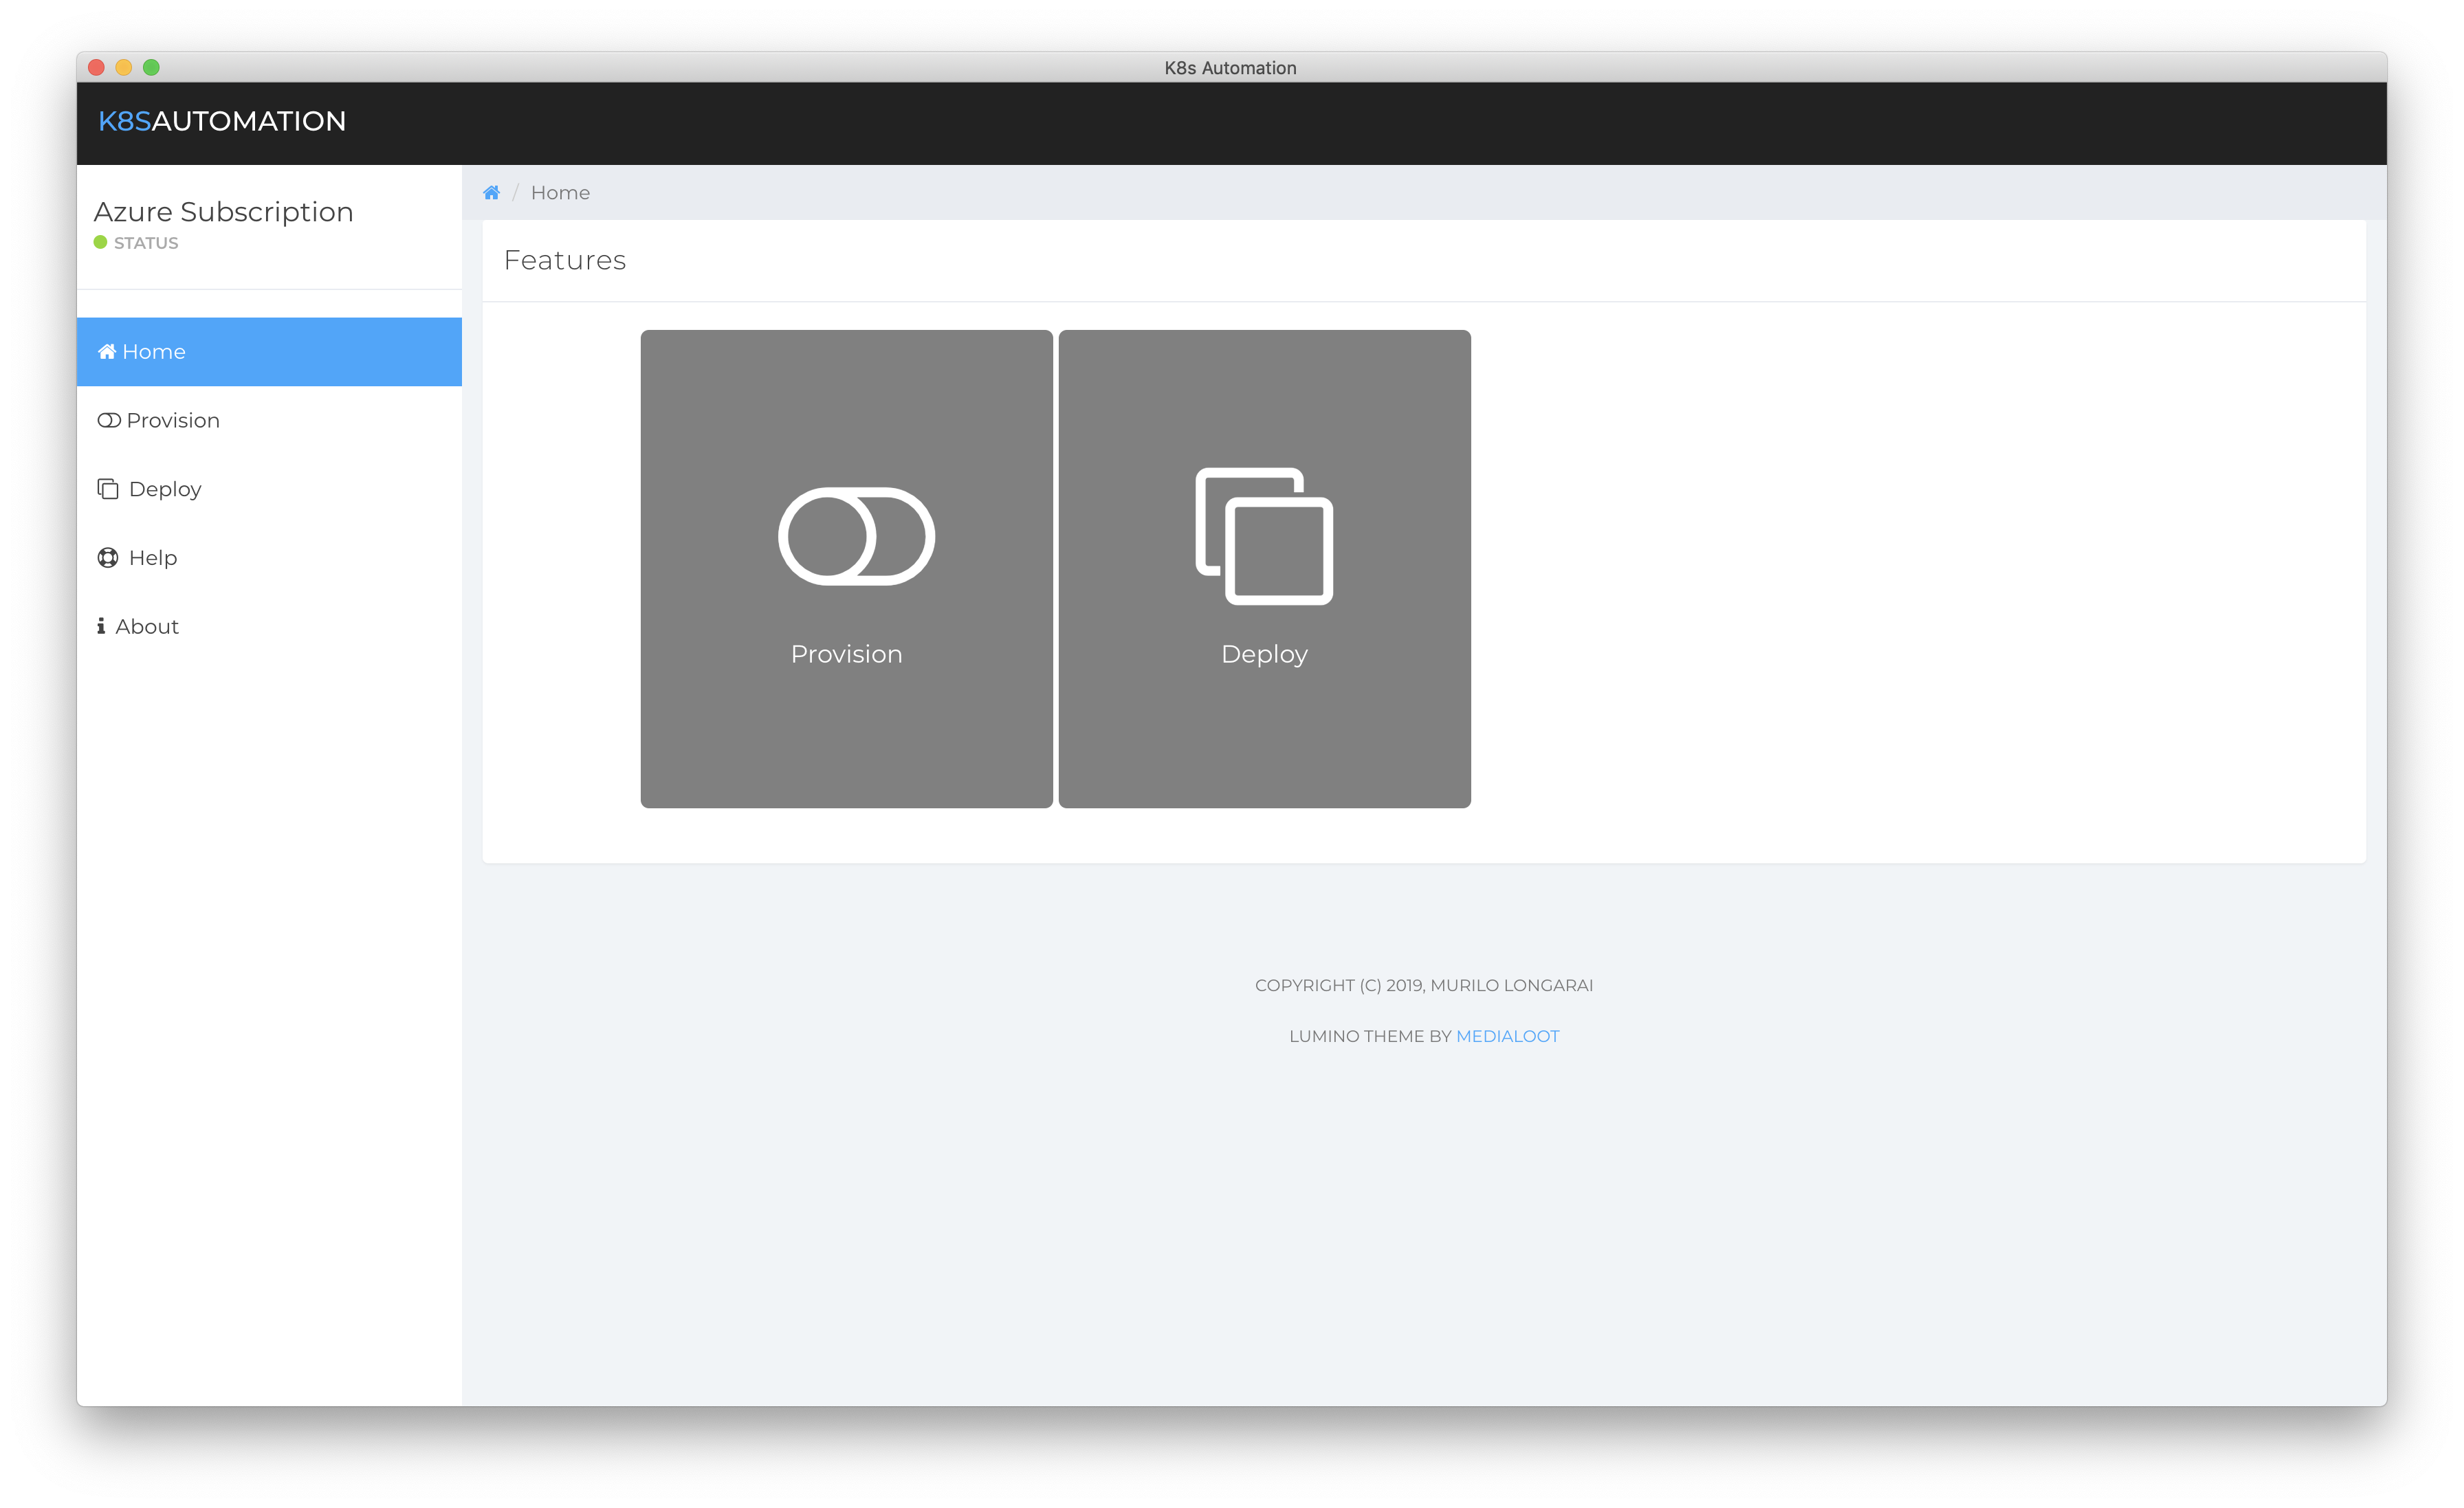 K8s Automation
K8SAUTOMATION
Azure Subscription
STATUS
Home
Provision
Deploy
Help
About
/ Home
Features
Provision
Deploy
COPYRIGHT (C) 2019, MURILO LONGARAI
LUMINO THEME BY MEDIALOOT